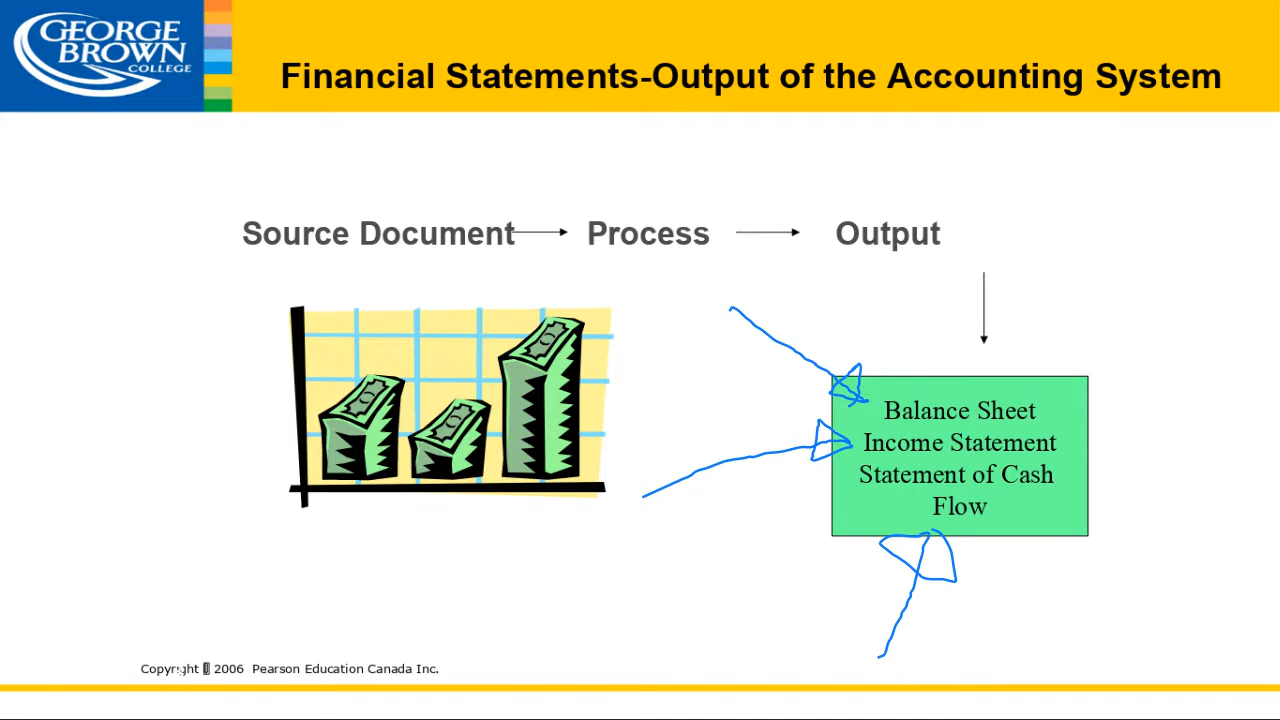 GEORGE
BROWN
COLLEGE
Financial Statements-Output of the Accounting System
Source Document Process Output
Balance Sheet
Income Statement
Statement of Cash
Flow
Copyright 2006 Pearson Education Canada Inc.